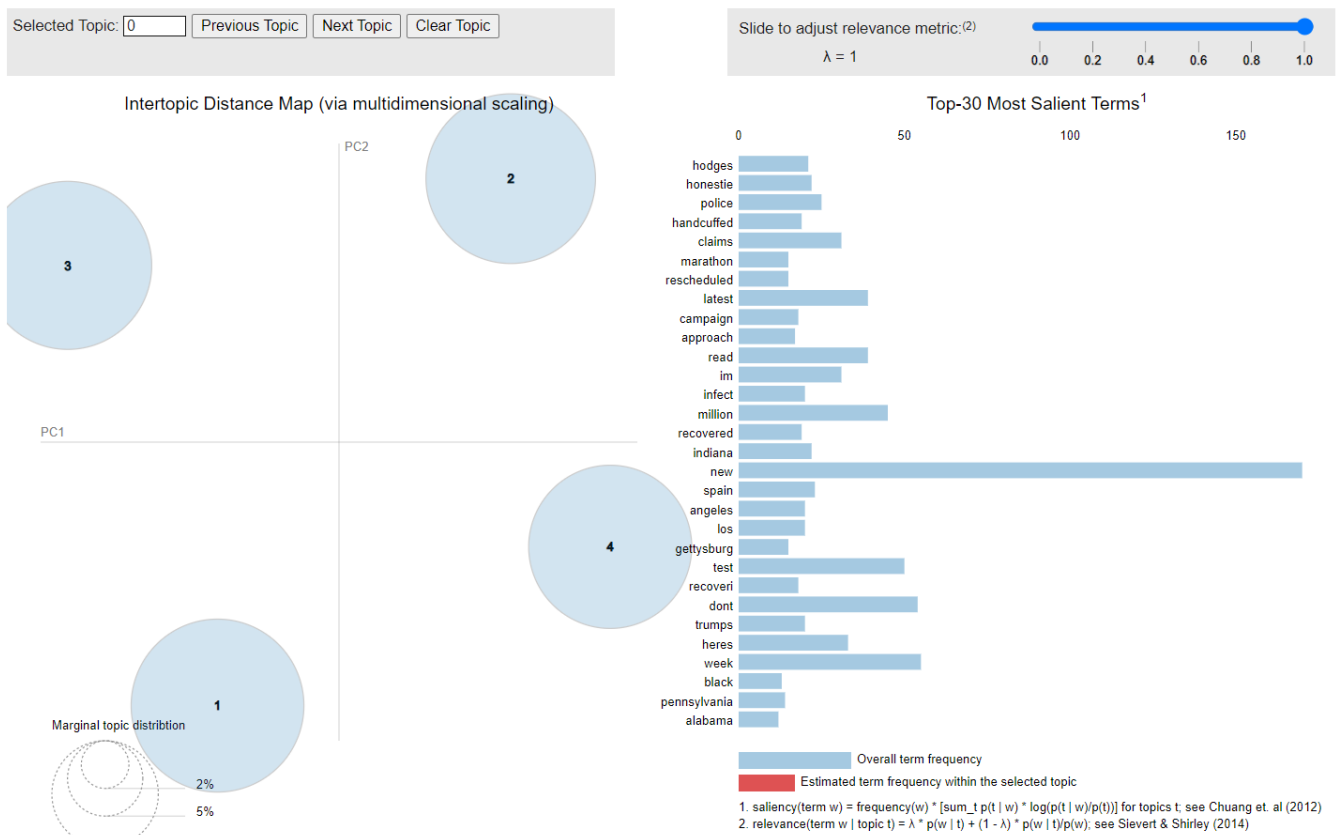 Selected Topic: 0 Previous Topic Next Topic Clear Topic
Slide to adjust relevance metric:(2)
λ = 1
0.0 0.2 0.4 0.6 0.8 1.0
Intertopic Distance Map (via multidimensional scaling)
PC2
PC1
2
3
4
1
Marginal topic distribtion
2%
5%
Top-30 Most Salient Terms1
0 50 100 150
hodges
honestie
police
handcuffed
claims
marathon
rescheduled
latest
campaign
approach
read
im
infect
million
recovered
indiana
new
spain
angeles
los
gettysburg
test
recoveri
dont
trumps
heres
week
black
pennsylvania
alabama
Overall term frequency
Estimated term frequency within the selected topic
1. saliency(term w) = frequency(w) * [sum_t p(t | w) * log(p(t | w)/p(t))] for topics t; see Chuang et. al (2012)
2. relevance(term w | topic t) = λ * p(w | t) + (1 - λ) * p(w | t)/p(w); see Sievert & Shirley (2014)